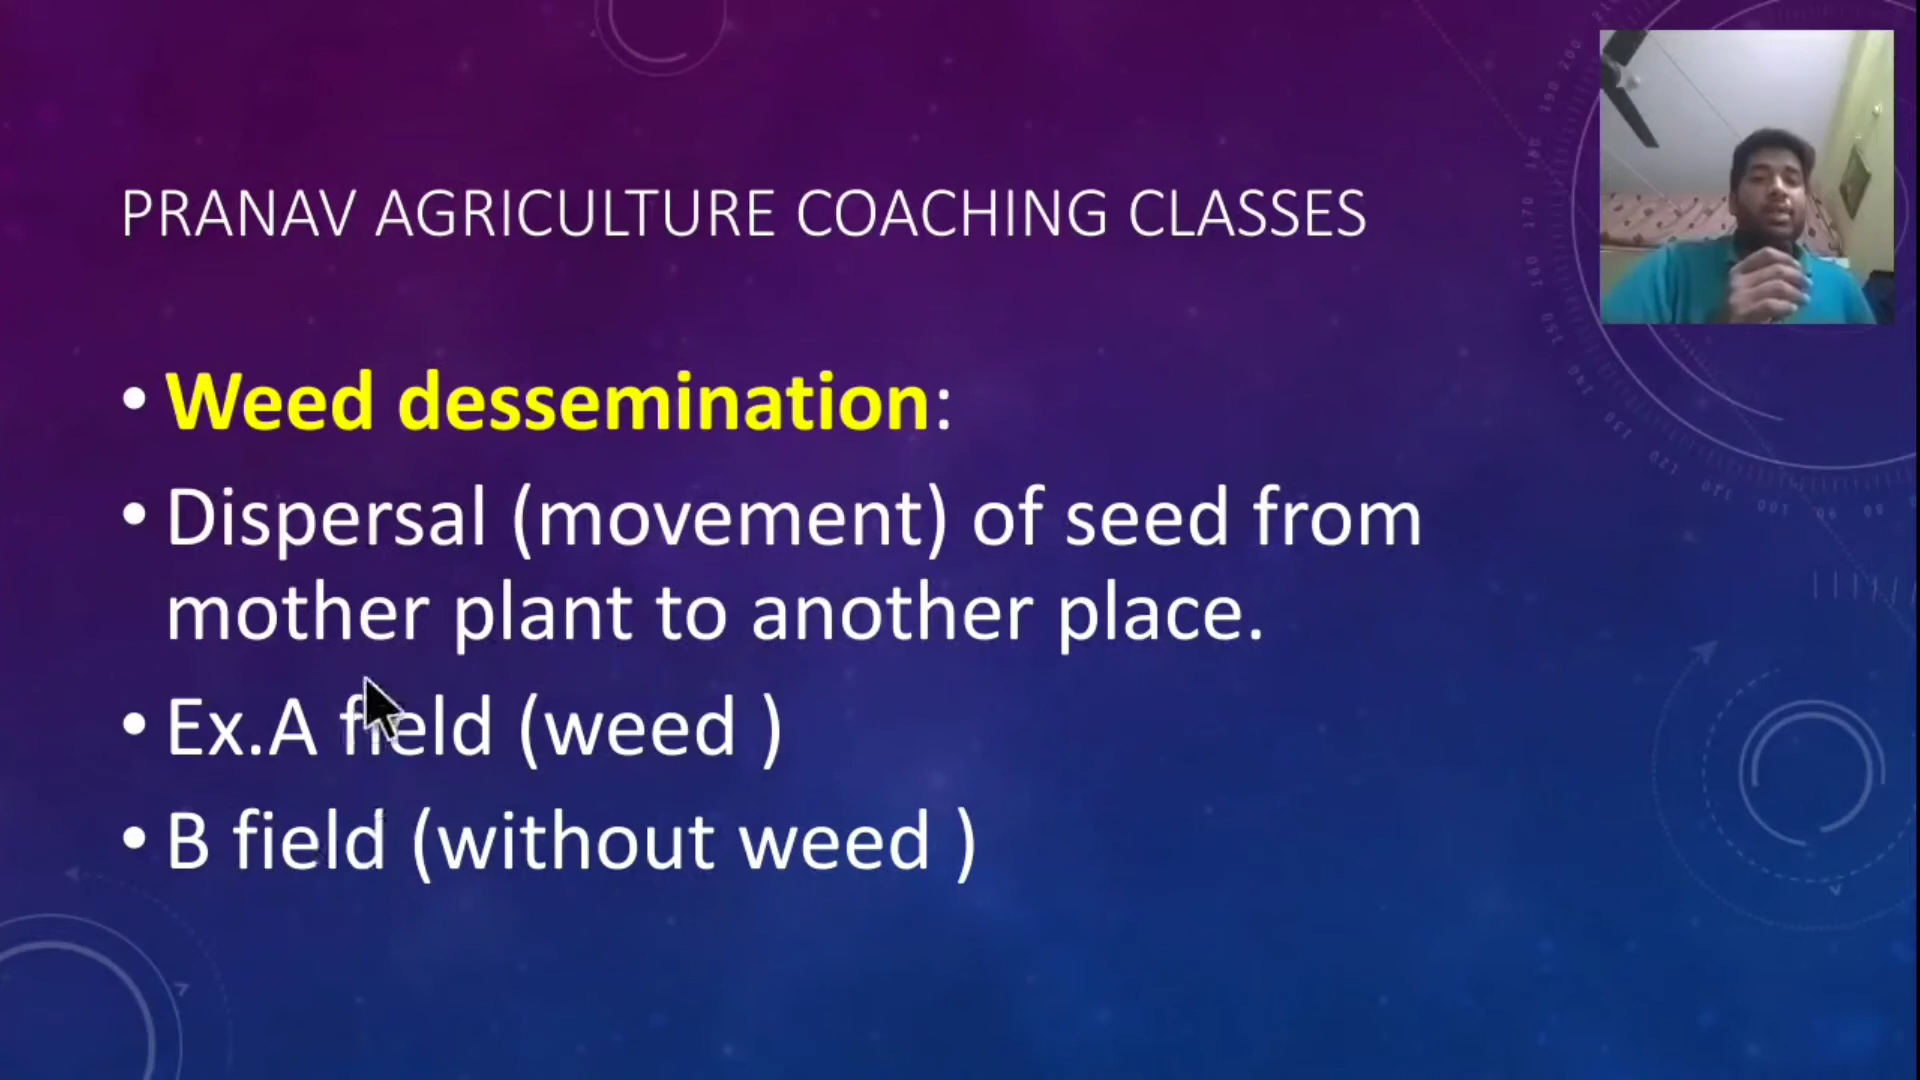 PRANAV AGRICULTURE COACHING CLASSES
• Weed dessemination:
• Dispersal (movement) of seed from
mother plant to another place.
• Ex.A field (weed )
• B field (without weed )